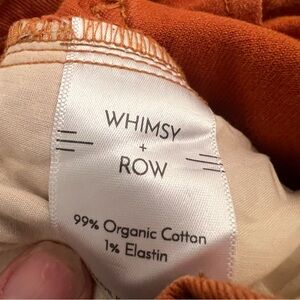 WHIMSY
+
ROW
99% Organic Cotton
1% Elastin